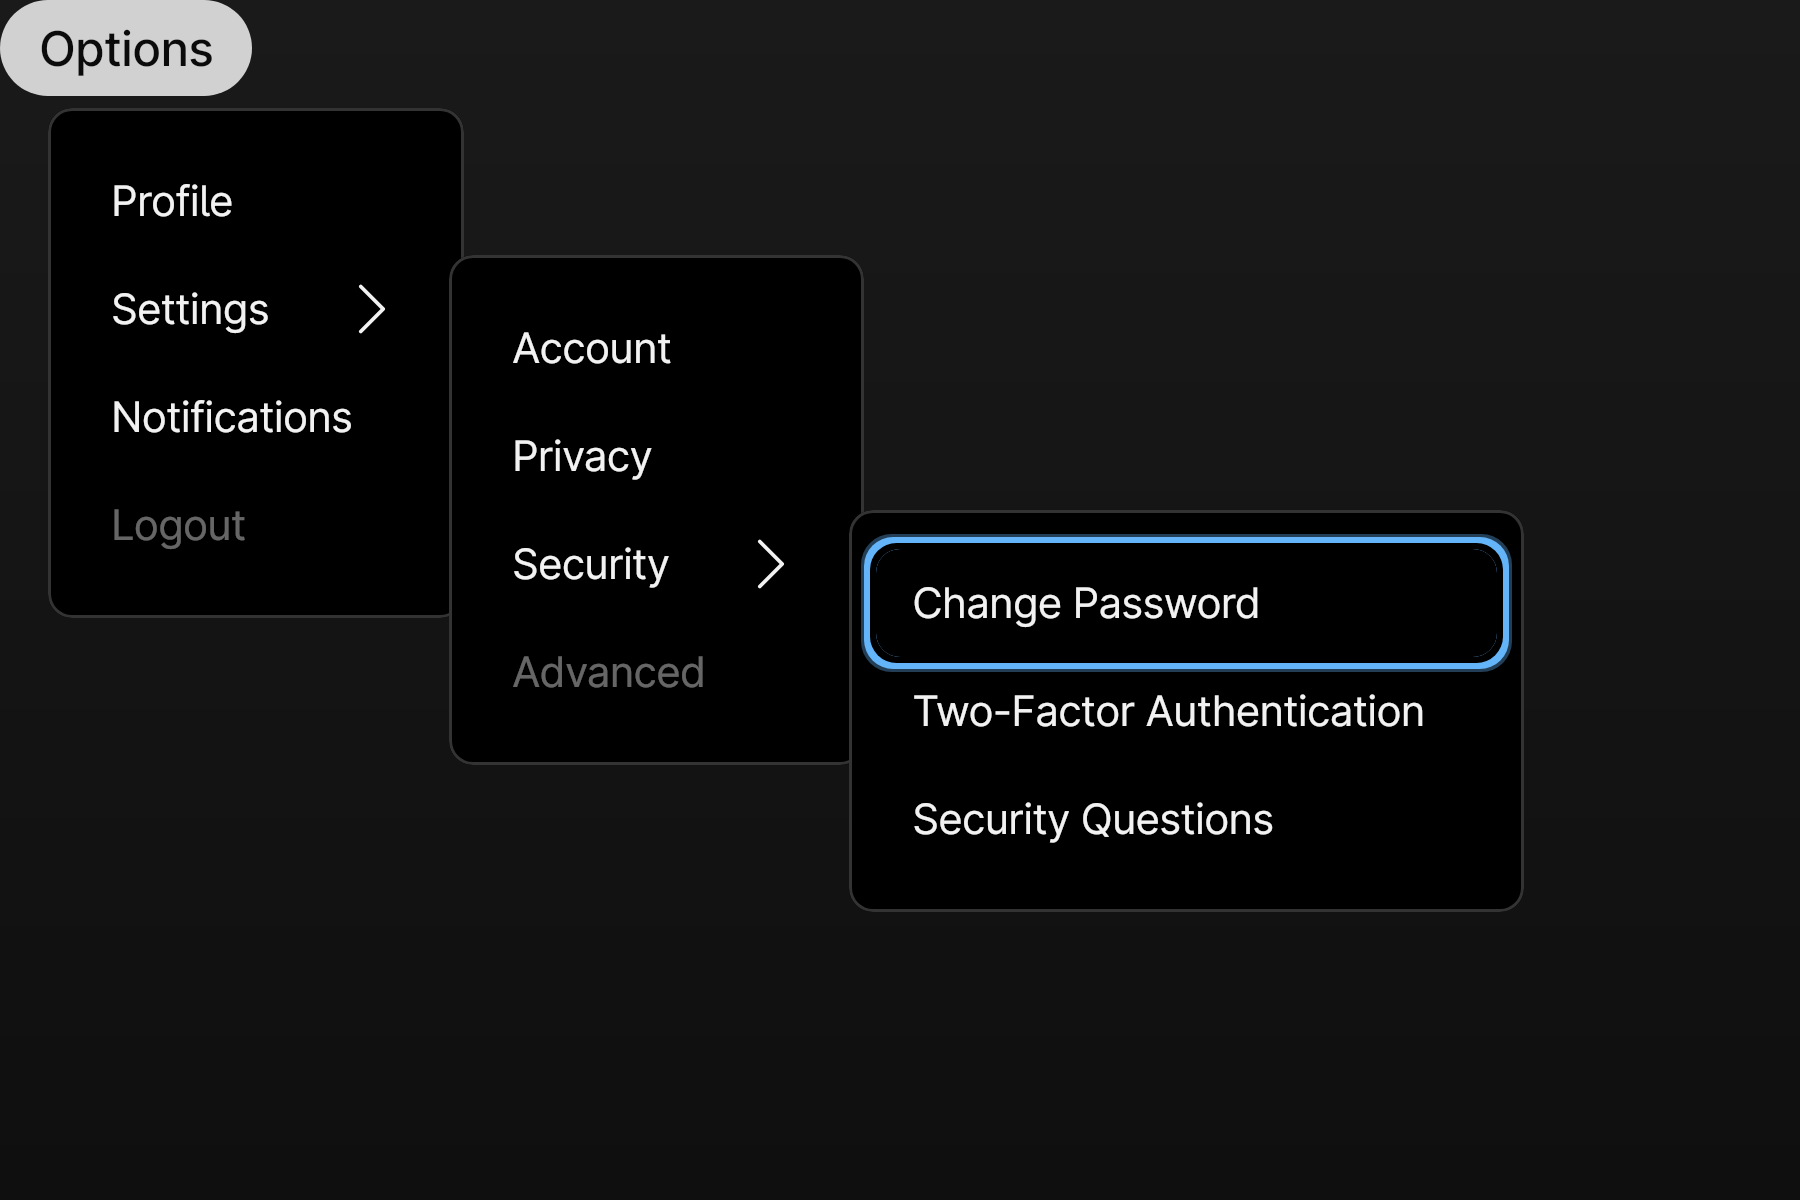 Options
Profile
Settings
Notifications
Logout
Account
Privacy
Security
Advanced
Change Password
Two-Factor Authentication
Security Questions